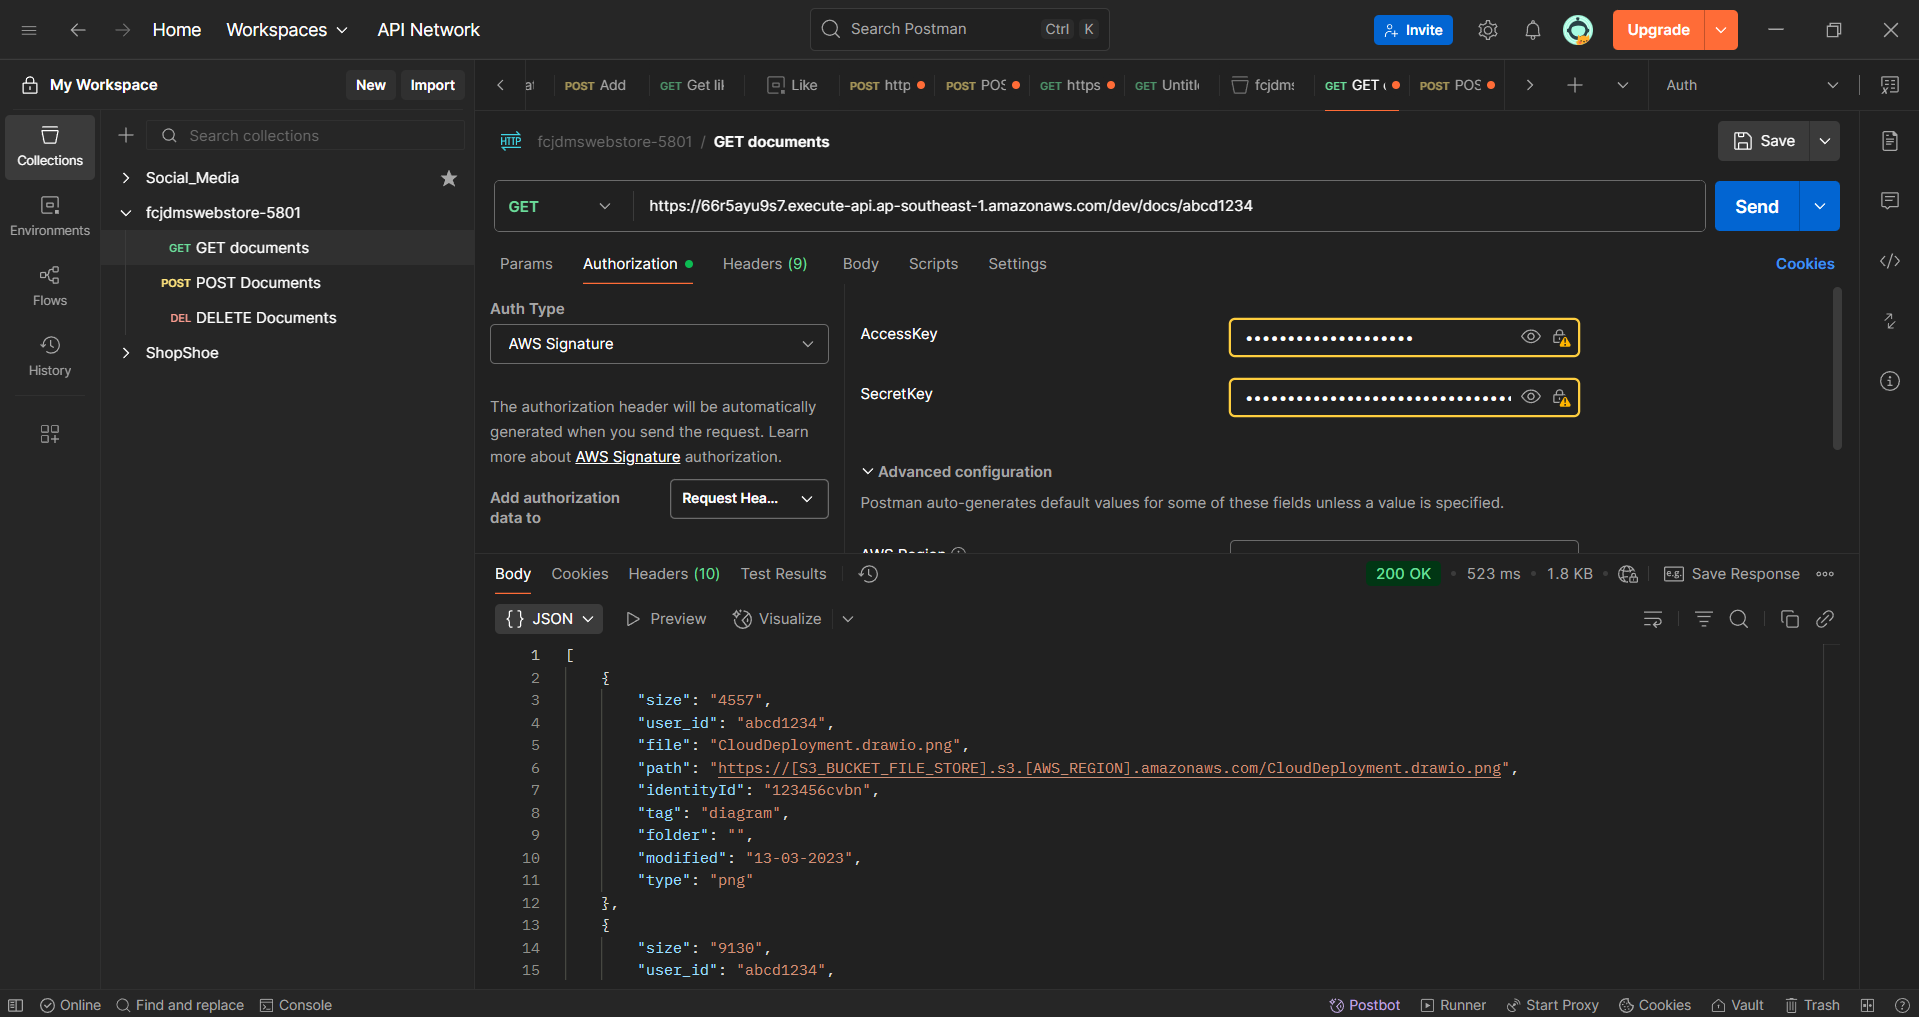 Home Workspaces API Network Search Postman Ctrl K Invite Upgrade
My Workspace New Import
POST Add GET Get lil Like POST http POST POS GET https GET Untitle fcjdms GET GET POST POS Auth
Collections
Environments
Flows
History
Search collections
Social_Media
fcjdmswebstore-5801
GET GET documents
POST POST Documents
DEL DELETE Documents
ShopShoe
HTTP fcjdmswebstore-5801 / GET documents Save
GET https://66r5ayu9s7.execute-api.ap-southeast-1.amazonaws.com/dev/docs/abcd1234 Send
Params Authorization Headers (9) Body Scripts Settings Cookies
Auth Type
AWS Signature
The authorization header will be automatically
generated when you send the request. Learn
more about AWS Signature authorization.
Add authorization
data to
Request Hea...
AccessKey
SecretKey
Advanced configuration
Postman auto-generates default values for some of these fields unless a value is specified.
AWS Region
Body Cookies Headers (10) Test Results 200 OK • 523 ms • 1.8 KB • e.g. Save Response
{} JSON Preview Visualize
1 [
2 {
3 "size": "4557",
4 "user_id": "abcd1234",
5 "file": "CloudDeployment.drawio.png",
6 "path": "https://[S3_BUCKET_FILE_STORE].s3.[AWS_REGION].amazonaws.com/CloudDeployment.drawio.png",
7 "identityId": "123456cvbn",
8 "tag": "diagram",
9 "folder": "",
10 "modified": "13-03-2023",
11 "type": "png"
12 },
13 {
14 "size": "9130",
15 "user_id": "abcd1234",
Online Find and replace Console Postbot Runner Start Proxy Cookies Vault Trash